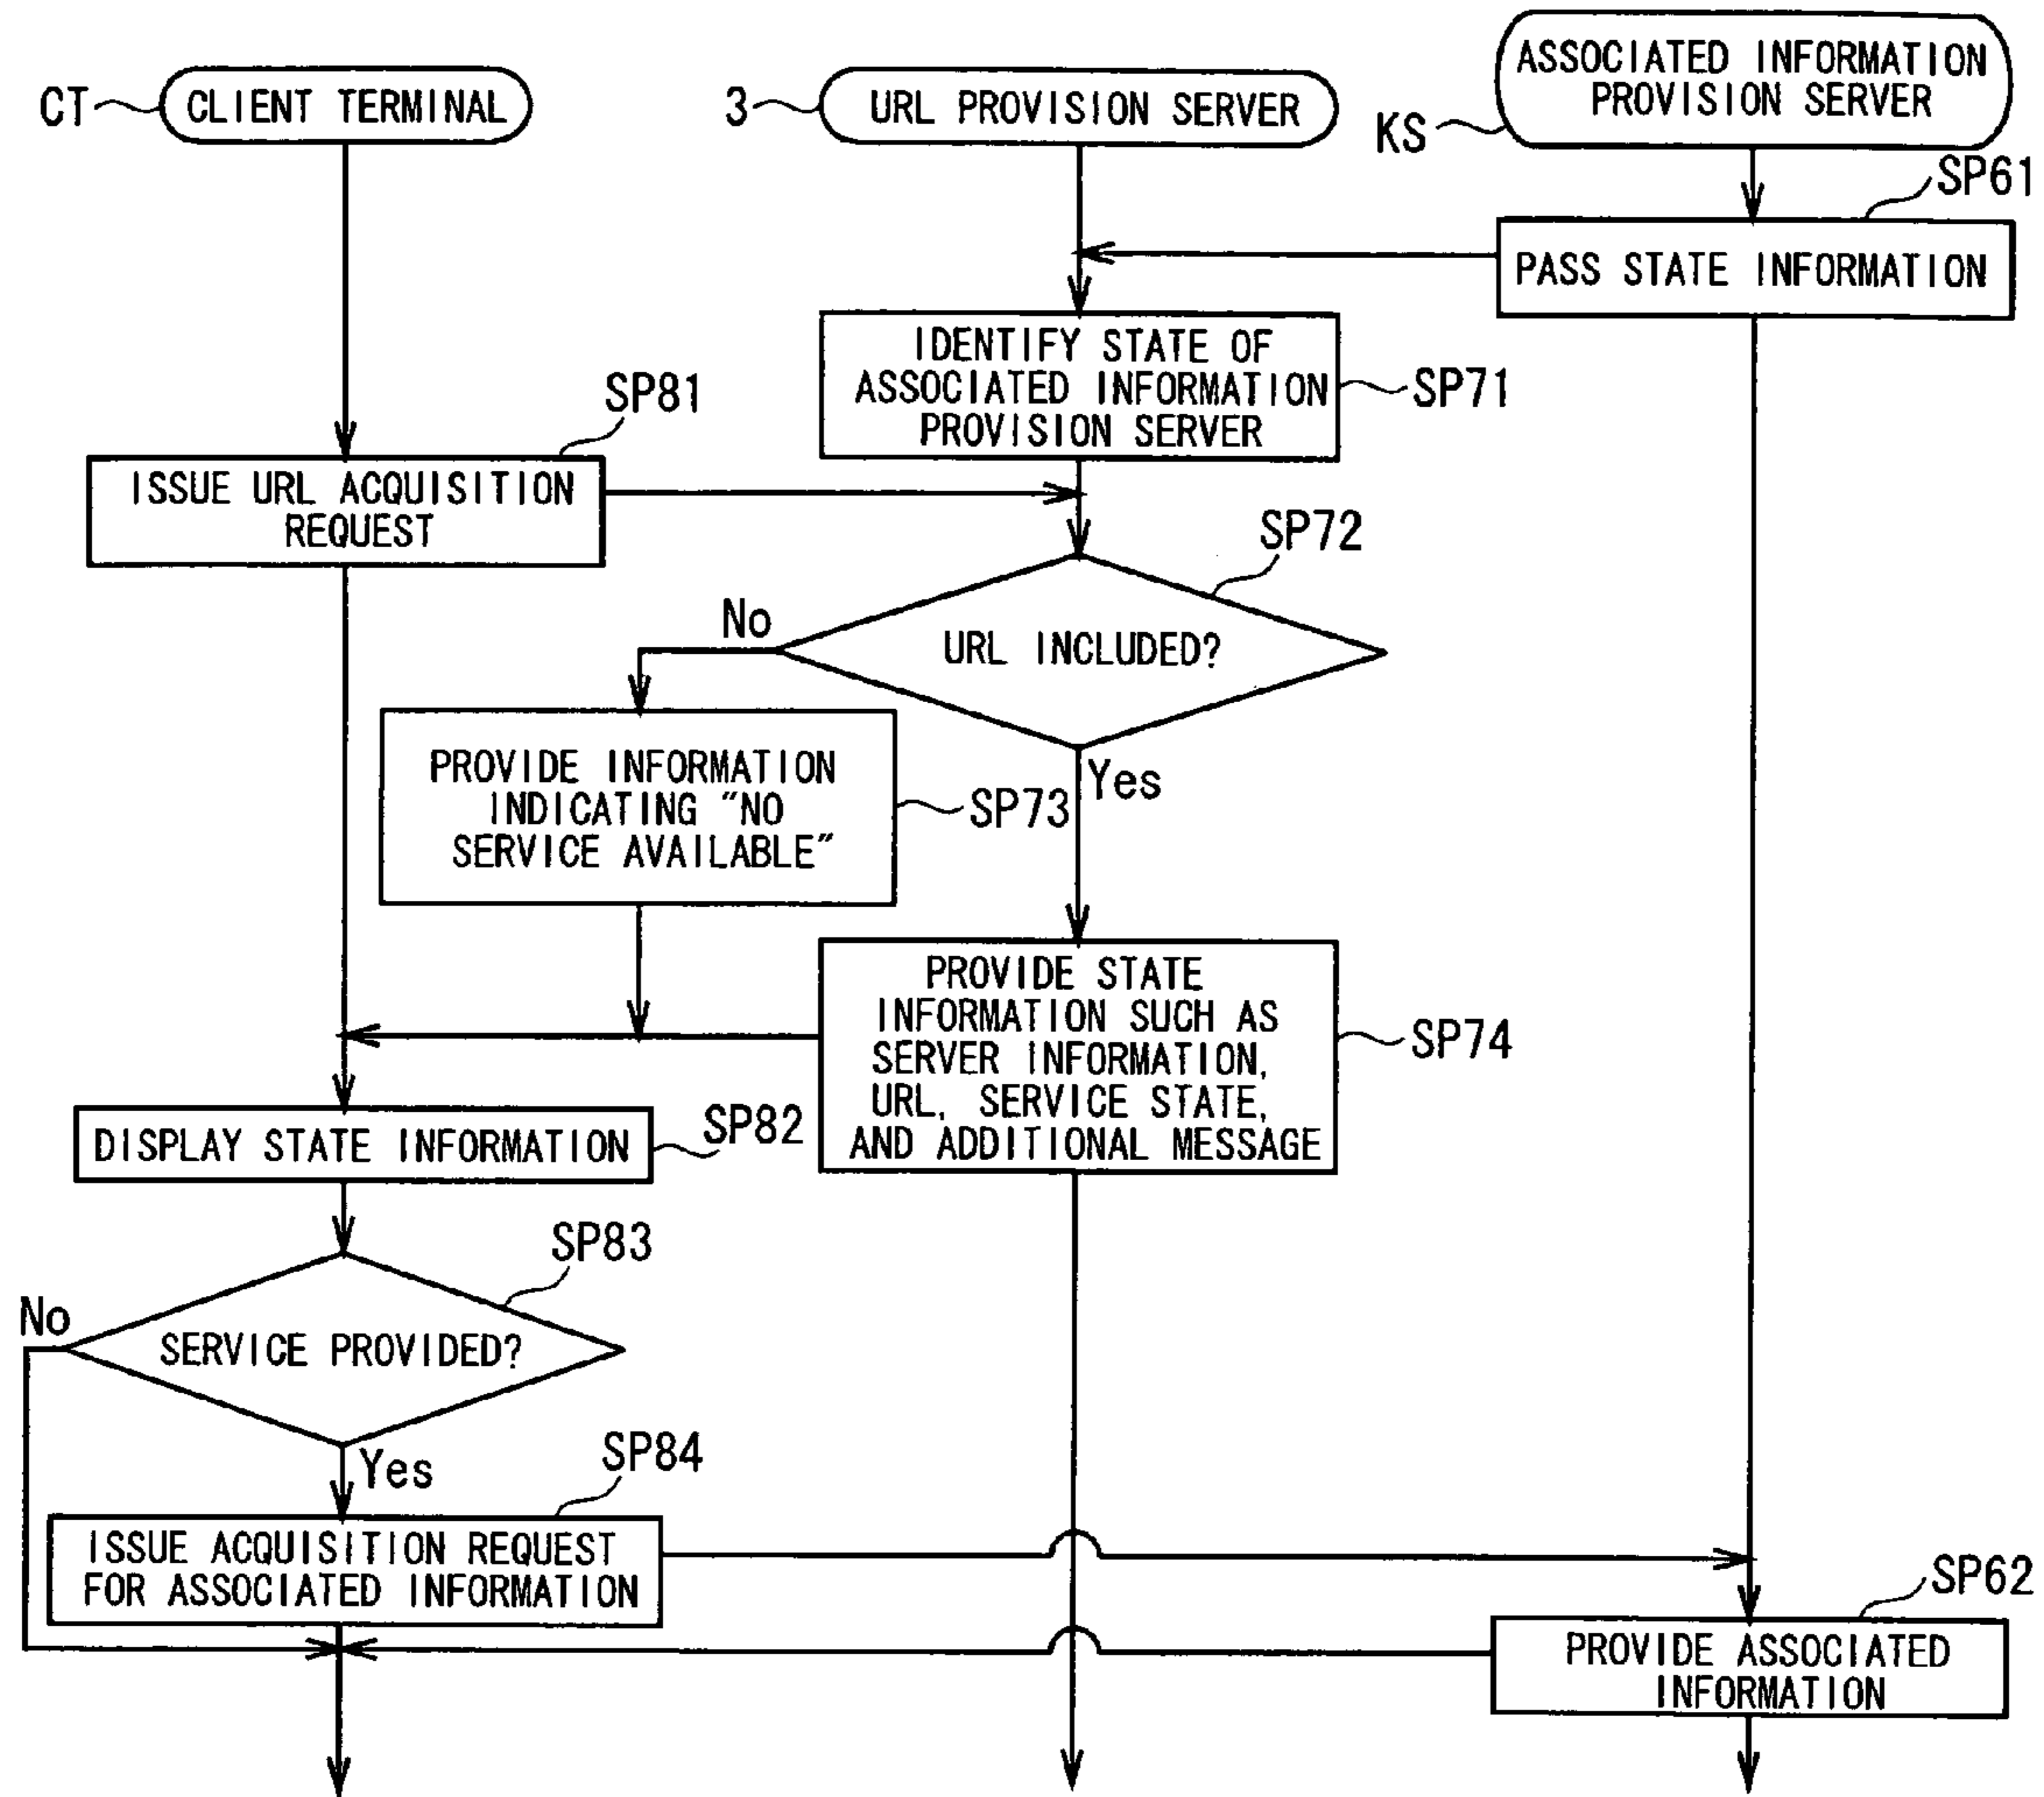 CT
CLIENT TERMINAL
3
URL PROVISION SERVER
ASSOCIATED INFORMATION
PROVISION SERVER
KS
SP61
PASS STATE INFORMATION
IDENTIFY STATE OF
ASSOCIATED INFORMATION
PROVISION SERVER
SP71
SP81
ISSUE URL ACQUISITION
REQUEST
SP72
URL INCLUDED?
No
Yes
PROVIDE INFORMATION
INDICATING "NO
SERVICE AVAILABLE"
SP73
PROVIDE STATE
INFORMATION SUCH AS
SERVER INFORMATION,
URL, SERVICE STATE,
AND ADDITIONAL MESSAGE
SP74
DISPLAY STATE INFORMATION
SP82
SP83
SERVICE PROVIDED?
No
Yes
SP84
ISSUE ACQUISITION REQUEST
FOR ASSOCIATED INFORMATION
SP62
PROVIDE ASSOCIATED
INFORMATION